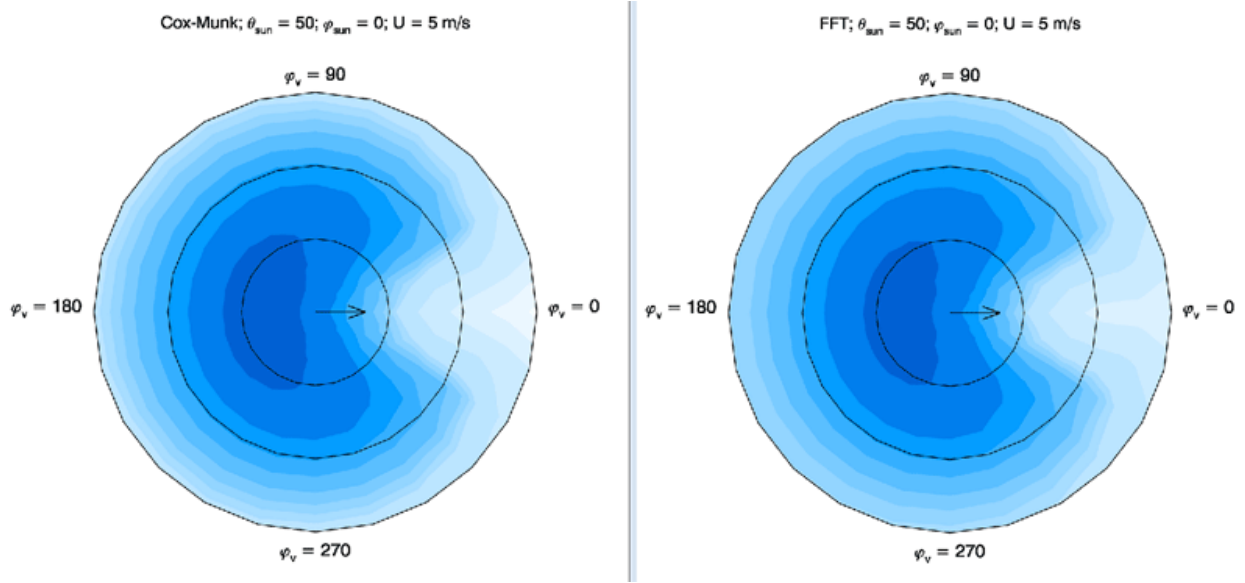 Cox-Munk; θsun = 50; φsun = 0; U = 5 m/s
φv = 90
φv = 180
φv = 0
φv = 270
FFT; θsun = 50; φsun = 0; U = 5 m/s
φv = 90
φv = 180
φv = 0
φv = 270